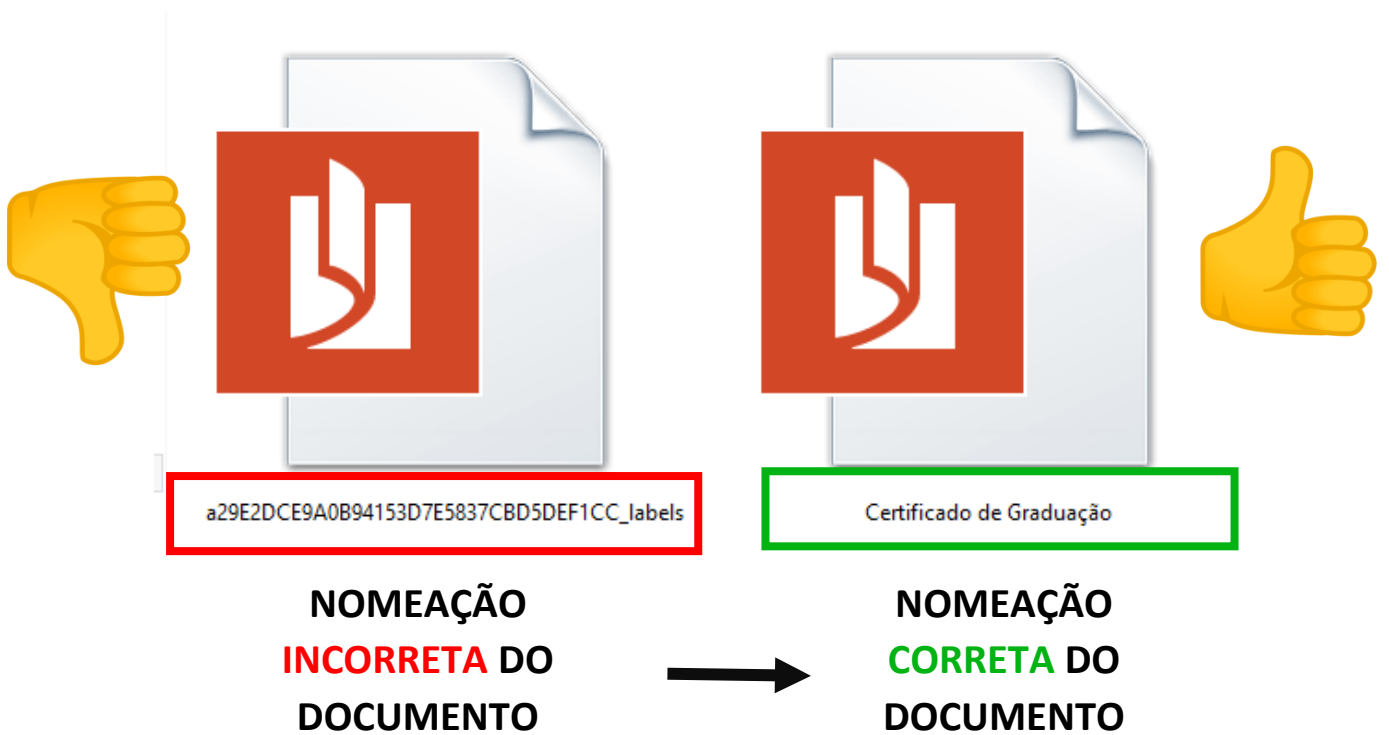 a29E2DCE9A0B94153D7E5837CBD5DEF1CC_labels
Certificado de Graduação
NOMEAÇÃO
INCORRETA DO
DOCUMENTO
NOMEAÇÃO
CORRETA DO
DOCUMENTO